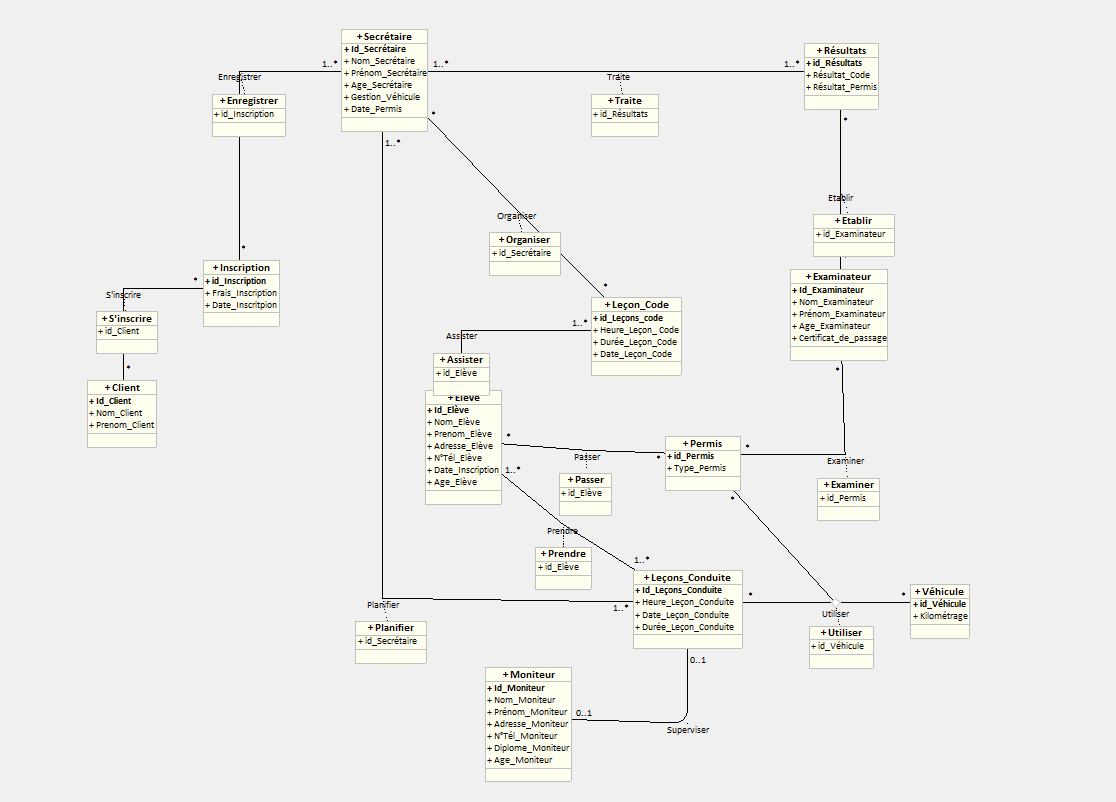 + Secrétaire
+ Id_Secrétaire
+ Nom_Secrétaire
+ Prénom_Secrétaire
+ Age_Secrétaire
+ Gestion_Véhicule
+ Date_Permis
1..*
1..*
*
1..*
Enregistrer
+ Enregistrer
+ id_Inscription
*
Traite
+ Traite
+ id_Résultats
1..*
+ Résultats
+ id_Résultats
+ Résultat_Code
+ Résultat_Permis
*
Etablir
+ Etablir
+ id_Examinateur
Organiser
+ Organiser
+ id_Secrétaire
*
+ Inscription
+ id_Inscription
+ Frais_Inscription
+ Date_Inscritpion
*
S'inscrire
+ S'inscrire
+ id_Client
*
+ Client
+ Id_Client
+ Nom_Client
+ Prenom_Client
+ Examinateur
+ Id_Examinateur
+ Nom_Examinateur
+ Prénom_Examinateur
+ Age_Examinateur
+ Certificat_de_passage
*
+ Leçon_Code
+ id_Leçons_code
+ Heure_Leçon_ Code
+ Durée_Leçon_Code
+ Date_Leçon_Code
1..*
Assister
+ Assister
+ id_Elève
+ Elève
+ Id_Elève
+ Nom_Elève
+ Prenom_Elève
+ Adresse_Elève
+ N°Tél_Elève
+ Date_Inscription
+ Age_Elève
*
1..*
Passer
+ Passer
+ id_Elève
*
+ Permis
+ id_Permis
+ Type_Permis
*
*
Examiner
+ Examiner
+ id_Permis
Prendre
+ Prendre
+ id_Elève
1..*
+ Leçons_Conduite
+ Id_Leçons_Conduite
+ Heure_Leçon_Conduite
+ Date_Leçon_Conduite
+ Durée_Leçon_Conduite
1..*
*
0..1
Planifier
+ Planifier
+ id_Secrétaire
Utiliser
+ Utiliser
+ id_Véhicule
*
+ Véhicule
+ id_Véhicule
+ Kilométrage
+ Moniteur
+ Id_Moniteur
+ Nom_Moniteur
+ Prénom_Moniteur
+ Adresse_Moniteur
+ N°Tél_Moniteur
+ Diplome_Moniteur
+ Age_Moniteur
0..1
Superviser